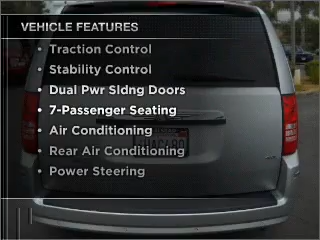 VEHICLE FEATURES
• Traction Control
• Stability Control
• Dual Pwr Sldng Doors
• 7-Passenger Seating
• Air Conditioning
• Rear Air Conditioning
• Power Steering